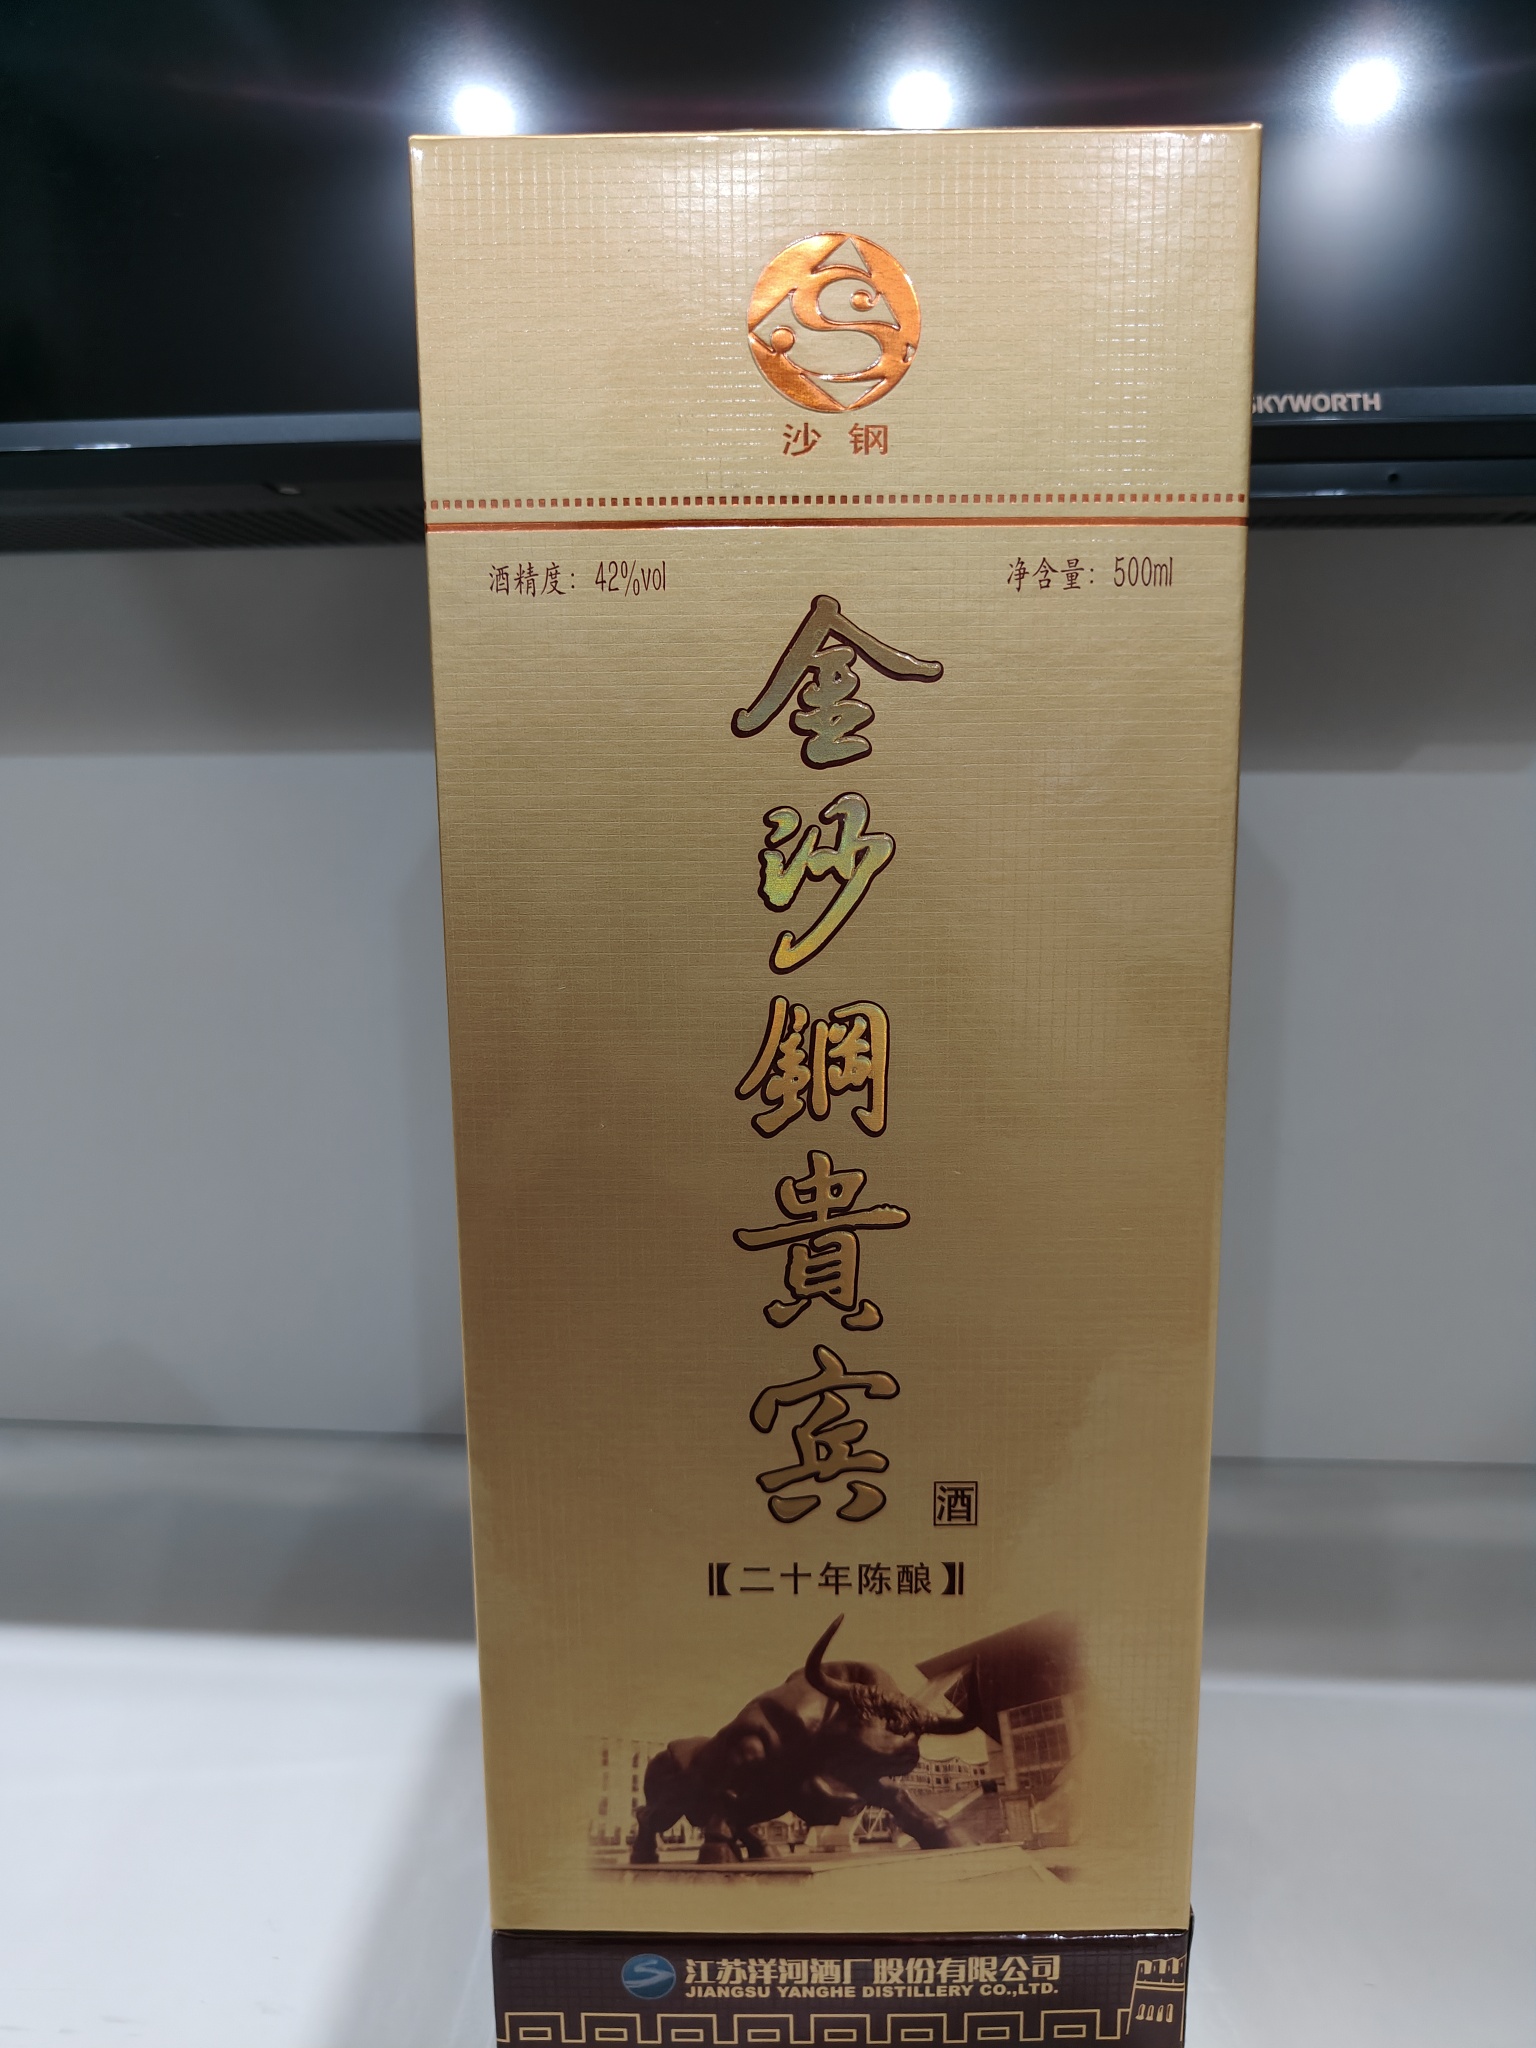 SKYWORTH
沙钢
酒精度：42%vol
净含量：500ml
金沙鋼貴宾
酒
【二十年陈酿】
江苏洋河酒厂股份有限公司
JIANGSU YANGHE DISTILLERY CO.,LTD.